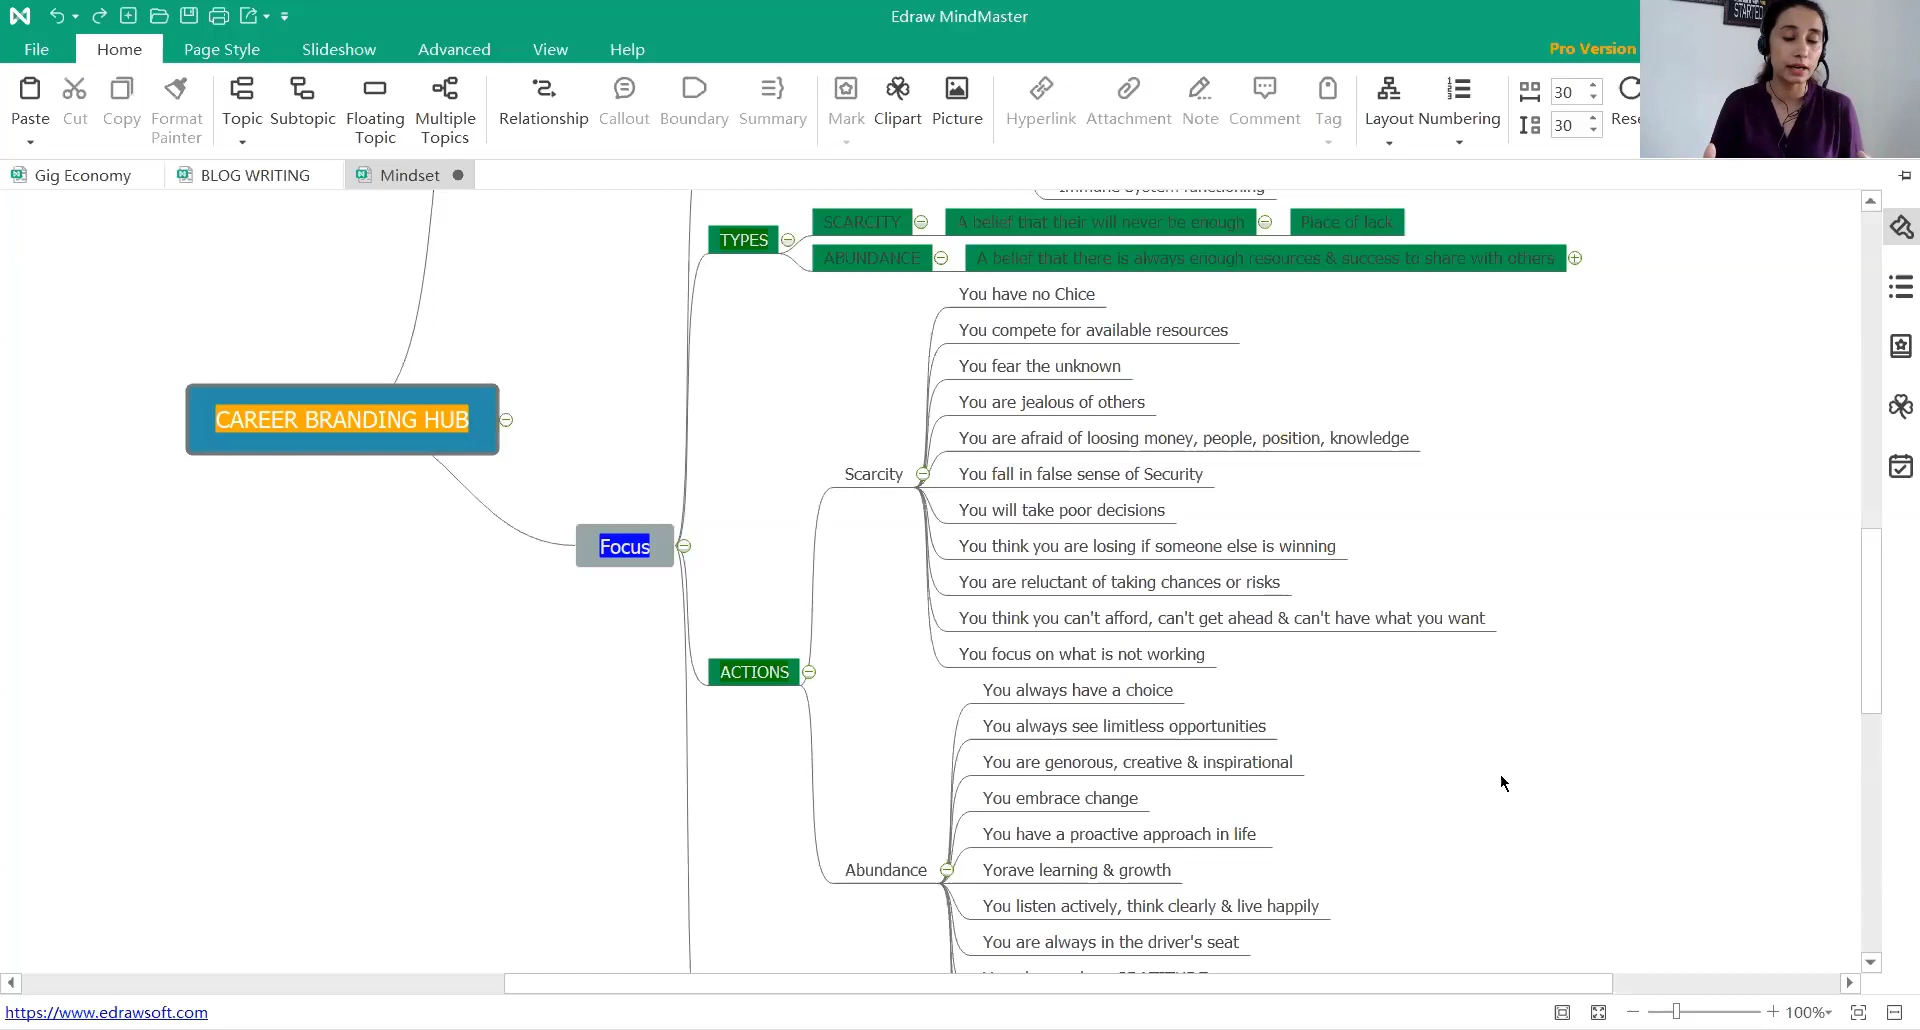 Edraw MindMaster
File Home Page Style Slideshow Advanced View Help Pro Version
STARTED
Paste Cut Copy Format Painter Topic Subtopic Floating Topic Multiple Topics Relationship Callout Boundary Summary Mark Clipart Picture Hyperlink Attachment Note Comment Tag Layout Numbering 30 30 Rese
Gig Economy BLOG WRITING Mindset
Immune System functioning
TYPES
SCARCITY A belief that their will never be enough Place of lack
ABUNDANCE A belief that there is always enough resources & success to share with others
CAREER BRANDING HUB
Focus
ACTIONS
Scarcity
You have no Chice
You compete for available resources
You fear the unknown
You are jealous of others
You are afraid of loosing money, people, position, knowledge
You fall in false sense of Security
You will take poor decisions
You think you are losing if someone else is winning
You are reluctant of taking chances or risks
You think you can't afford, can't get ahead & can't have what you want
You focus on what is not working
Abundance
You always have a choice
You always see limitless opportunities
You are genorous, creative & inspirational
You embrace change
You have a proactive approach in life
Yorave learning & growth
You listen actively, think clearly & live happily
You are always in the driver's seat
https://www.edrawsoft.com
100%